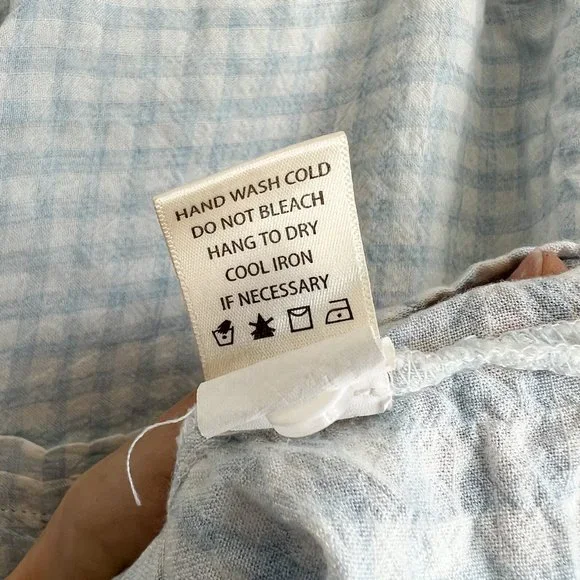 HAND WASH COLD
DO NOT BLEACH
HANG TO DRY
COOL IRON
IF NECESSARY